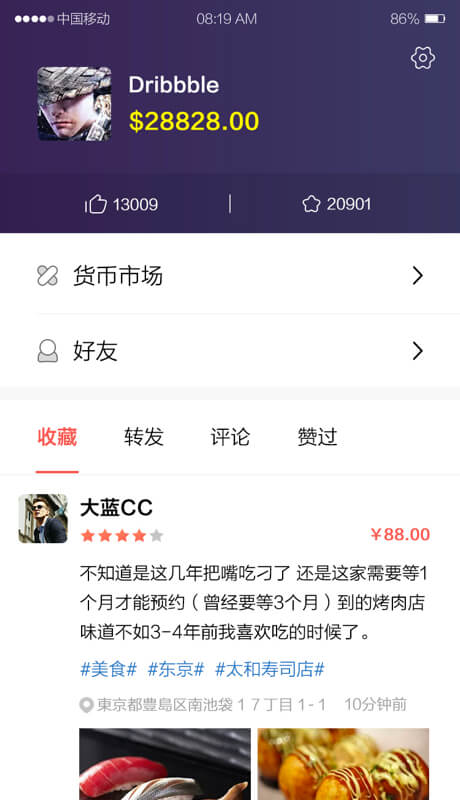 中国移动 08:19 AM 86%
Dribbble
$28828.00
13009 | 20901
货币市场
好友
收藏 转发 评论 赞过
大蓝CC
￥88.00
不知道是这几年把嘴吃刁了 还是这家需要等1
个月才能预约（曾经要等3个月）到的烤肉店
味道不如3-4年前我喜欢吃的时候了。
#美食# #东京# #太和寿司店#
東京都豊島区南池袋１７丁目1-1 10分钟前